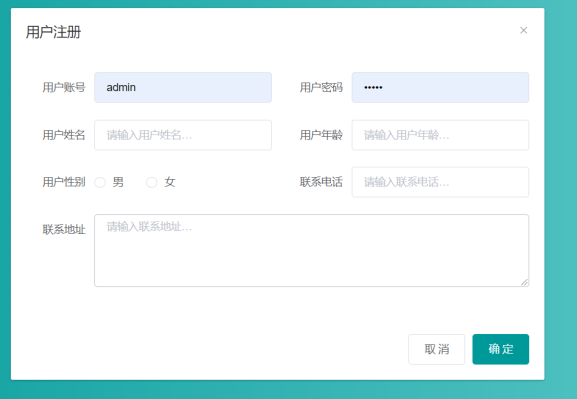 用户注册
用户账号 admin 用户密码 •••••
用户姓名 请输入用户姓名... 用户年龄 请输入用户年龄...
用户性别 男 女 联系电话 请输入联系电话...
联系地址 请输入联系地址...
取消 确定